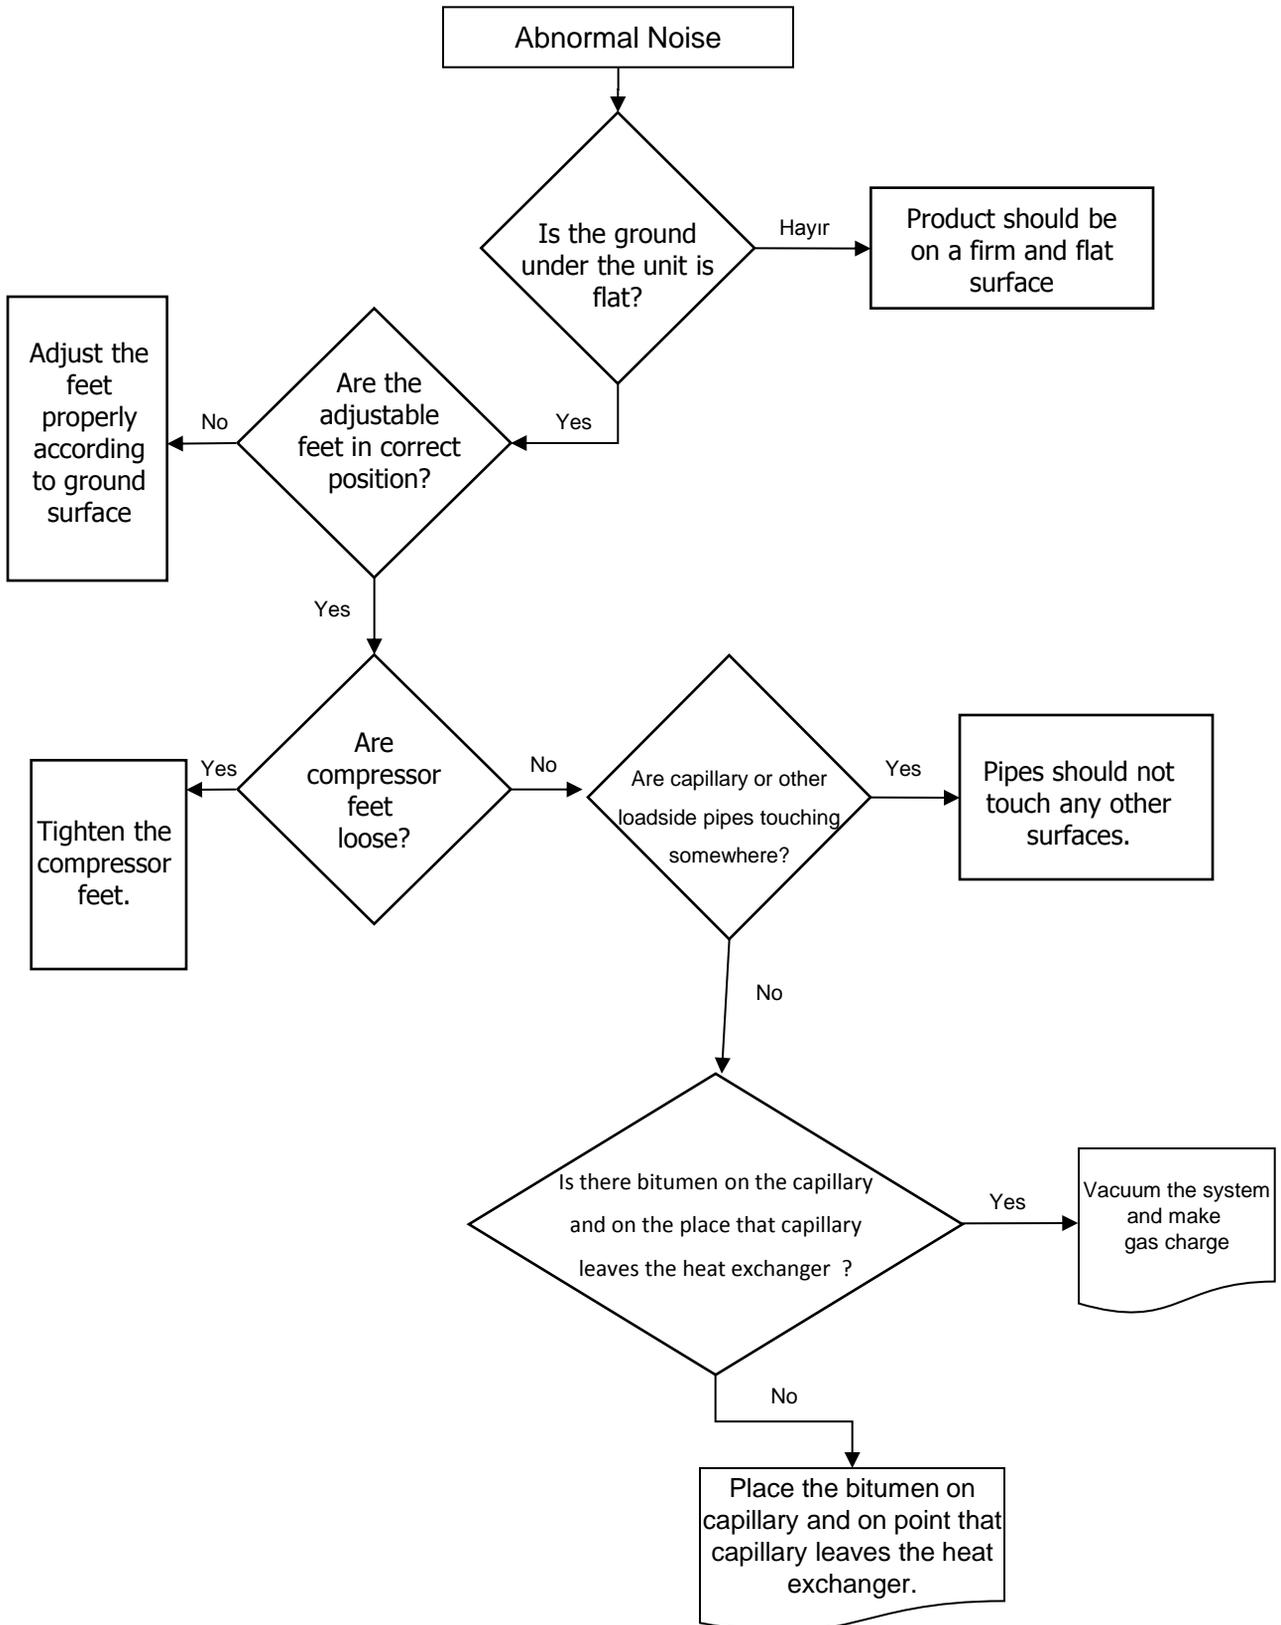 Abnormal Noise
Is the ground
under the unit is
flat?
Hayır
Product should be
on a firm and flat
surface
Yes
Are the
adjustable
feet in correct
position?
No
Adjust the
feet
properly
according
to ground
surface
Yes
Are
compressor
feet
loose?
Yes
Tighten the
compressor
feet.
No
Are capillary or other
loadside pipes touching
somewhere?
Yes
Pipes should not
touch any other
surfaces.
No
Is there bitumen on the capillary
and on the place that capillary
leaves the heat exchanger ?
Yes
Vacuum the system
and make
gas charge
No
Place the bitumen on
capillary and on point that
capillary leaves the heat
exchanger.